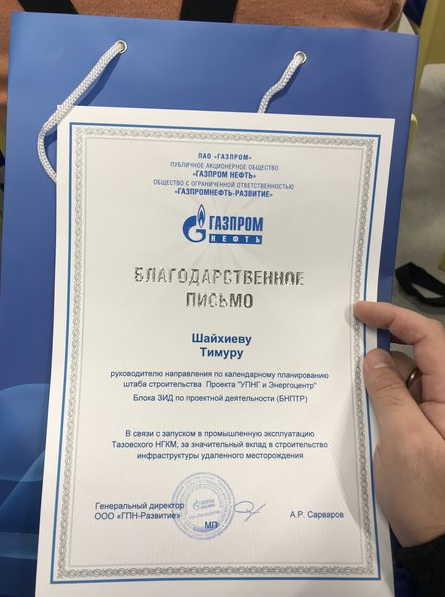 ПАО «ГАЗПРОМ»
ПУБЛИЧНОЕ АКЦИОНЕРНОЕ ОБЩЕСТВО
«ГАЗПРОМ НЕФТЬ»
ОБЩЕСТВО С ОГРАНИЧЕННОЙ ОТВЕТСТВЕННОСТЬЮ
«ГАЗПРОМНЕФТЬ-РАЗВИТИЕ»
ГАЗПРОМ
НЕФТЬ
БЛАГОДАРСТВЕННОЕ
ПИСЬМО
Шайхиеву
Тимуру
руководителю направления по календарному планированию
штаба строительства Проекта "УПНГ и Энергоцентр"
Блока ЗИД по проектной деятельности (БНПТР)
В связи с запуском в промышленную эксплуатацию
Тазовского НГКМ, за значительный вклад в строительство
инфраструктуры удаленного месторождения
Генеральный директор
ООО «ГПН-Развитие»
МП
А.Р. Сарваров